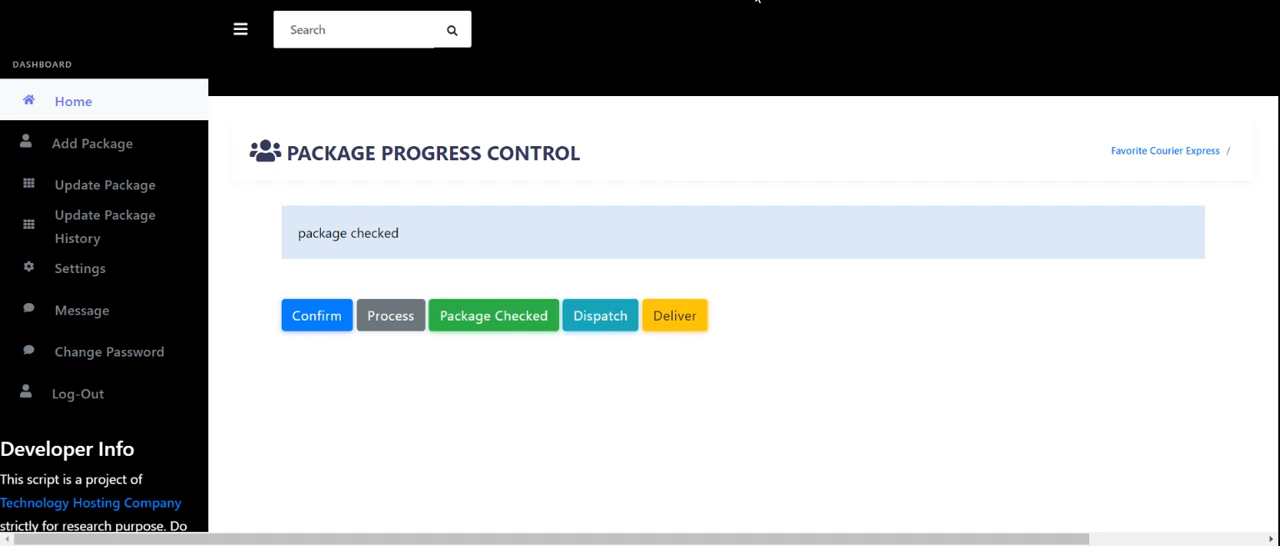 Search
DASHBOARD
Home
Add Package
Update Package
Update Package
History
Settings
Message
Change Password
Log-Out
Developer Info
This script is a project of
Technology Hosting Company
strictly for research purpose. Do
PACKAGE PROGRESS CONTROL
Favorite Courier Express /
package checked
Confirm Process Package Checked Dispatch Deliver